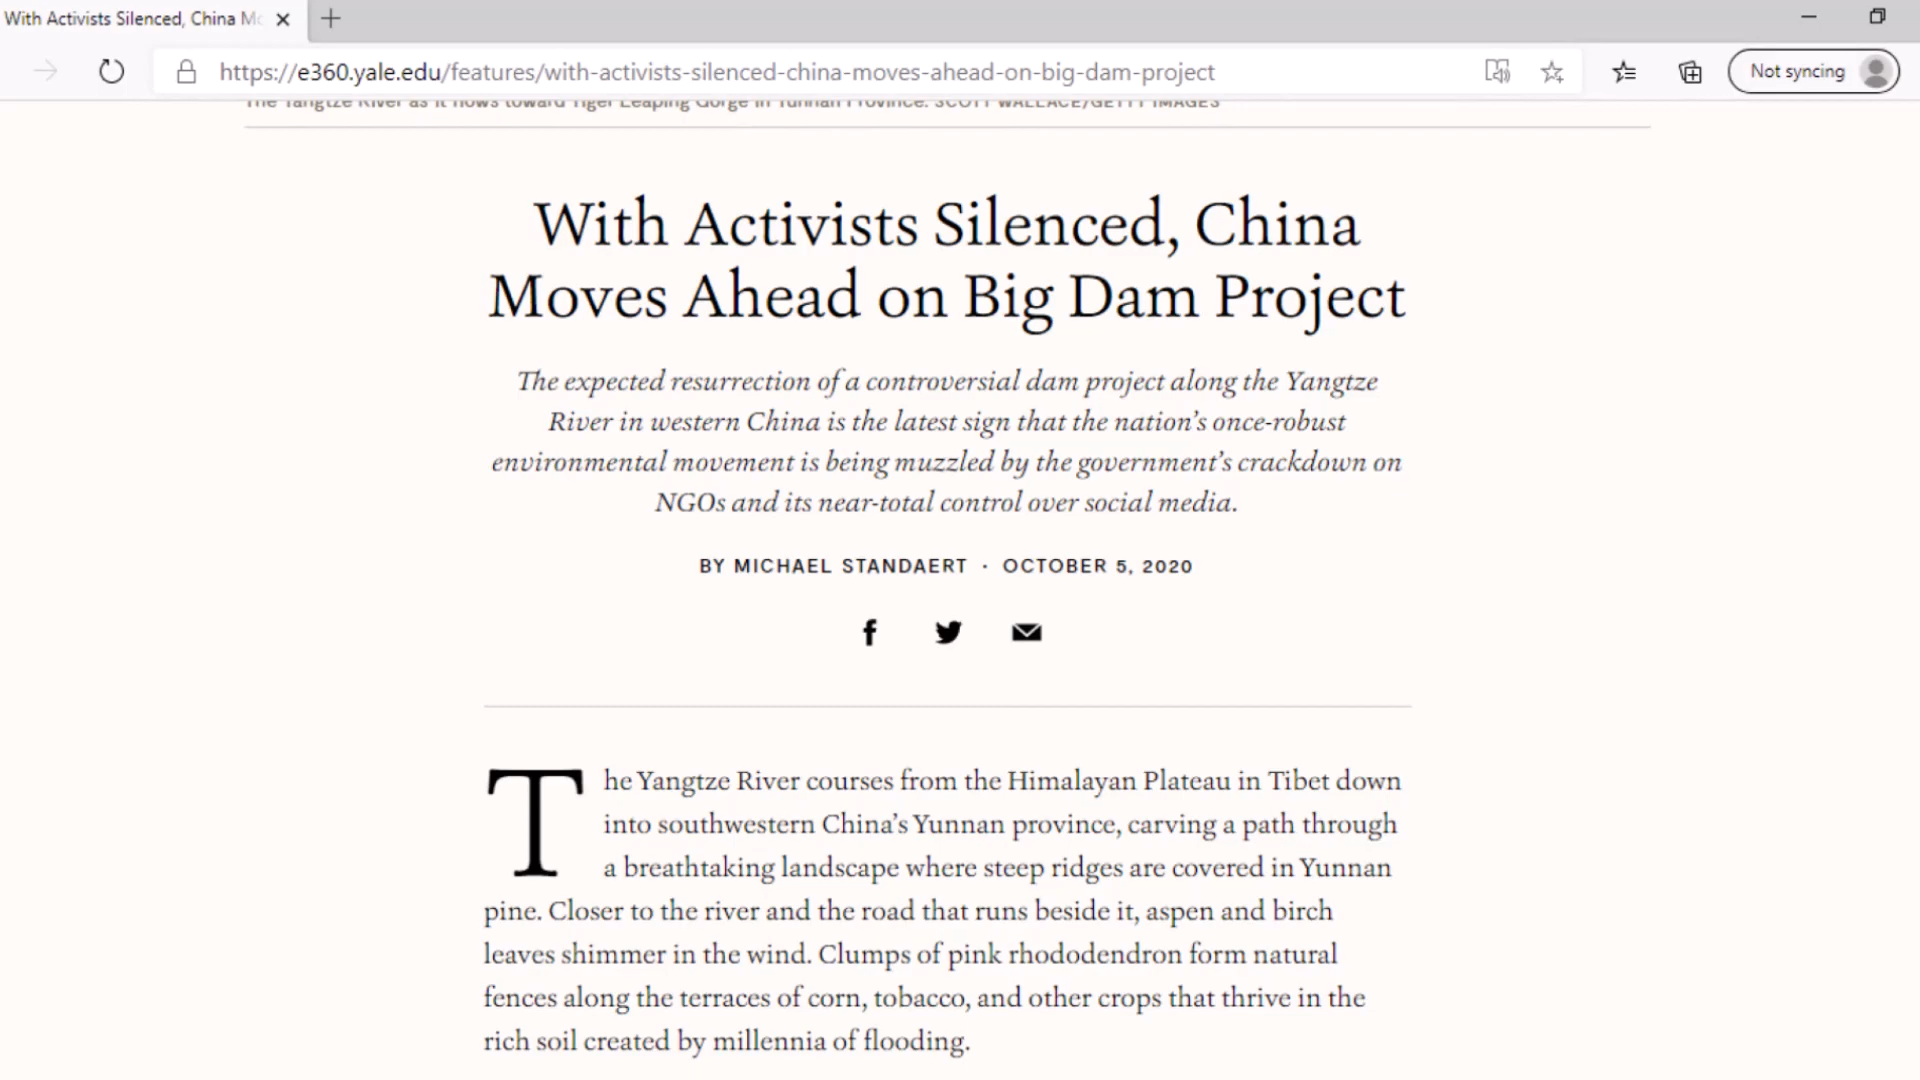 With Activists Silenced, China Mo
https://e360.yale.edu/features/with-activists-silenced-china-moves-ahead-on-big-dam-project
Not syncing
The Yangtze River as it flows toward Tiger Leaping Gorge in Yunnan Province. SCOTT WALLACE/GETTY IMAGES
With Activists Silenced, China
Moves Ahead on Big Dam Project
The expected resurrection of a controversial dam project along the Yangtze
River in western China is the latest sign that the nation’s once-robust
environmental movement is being muzzled by the government’s crackdown on
NGOs and its near-total control over social media.
BY MICHAEL STANDAERT · OCTOBER 5, 2020
The Yangtze River courses from the Himalayan Plateau in Tibet down
into southwestern China’s Yunnan province, carving a path through
a breathtaking landscape where steep ridges are covered in Yunnan
pine. Closer to the river and the road that runs beside it, aspen and birch
leaves shimmer in the wind. Clumps of pink rhododendron form natural
fences along the terraces of corn, tobacco, and other crops that thrive in the
rich soil created by millennia of flooding.